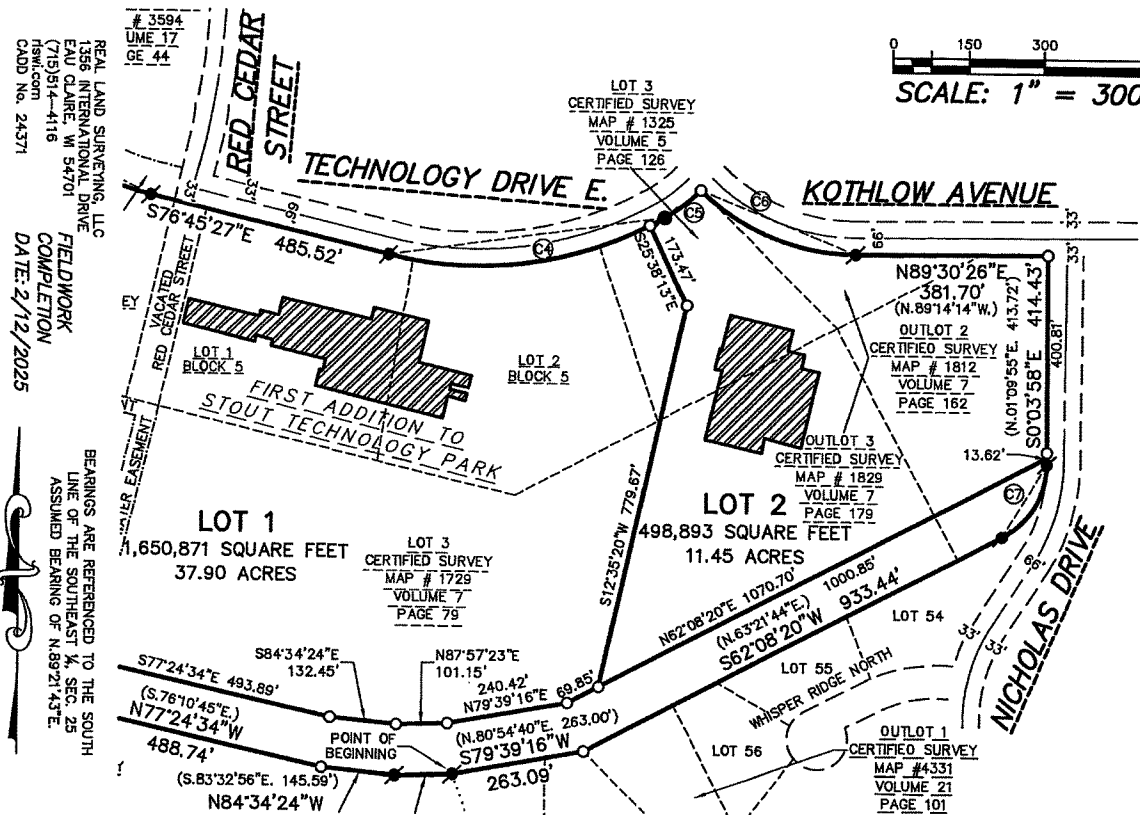 # 3594
UME 17
GE 44
REAL LAND SURVEYING, LLC
1356 INTERNATIONAL DRIVE
EAU CLAIRE, WI 54701
(715)514-4116
rlswi.com
CADD No. 24371
FIELDWORK
COMPLETION
DATE: 2/12/2025
BEARINGS ARE REFERENCED TO THE SOUTH
LINE OF THE SOUTHEAST ¼, SEC. 25
ASSUMED BEARING OF N.89°21'43"E.
RED CEDAR
STREET
TECHNOLOGY DRIVE E.
KOTHLOW AVENUE
NICHOLAS DRIVE
0 150 300
SCALE: 1" = 300
LOT 3
CERTIFIED SURVEY
MAP # 1325
VOLUME 5
PAGE 126
33'
33'
66'
S76°45'27"E 485.52'
C4
C5
C6
66'
33'
33'
S25°38'13"E
173.47'
N89°30'26"E
381.70'
(N.89°14'14"W.)
S0°03'58"E 414.43'
(N.01°09'55"E. 413.72')
400.81'
13.62'
C7
EY
VACATED
RED CEDAR STREET
LOT 1
BLOCK 5
LOT 2
BLOCK 5
FIRST ADDITION TO
STOUT TECHNOLOGY PARK
OUTLOT 2
CERTIFIED SURVEY
MAP # 1812
VOLUME 7
PAGE 162
OUTLOT 3
CERTIFIED SURVEY
MAP # 1829
VOLUME 7
PAGE 179
EASEMENT
LOT 1
1,650,871 SQUARE FEET
37.90 ACRES
LOT 3
CERTIFIED SURVEY
MAP # 1729
VOLUME 7
PAGE 79
S12°35'20"W 779.67'
LOT 2
498,893 SQUARE FEET
11.45 ACRES
N62°08'20"E 1070.70'
1000.85'
(N.63°21'44"E.)
S62°08'20"W 933.44'
69.85'
LOT 54
LOT 55
LOT 56
WHISPER RIDGE NORTH
66'
33'
33'
S77°24'34"E 493.89'
(S.76°10'45"E.)
N77°24'34"W
488.74'
S84°34'24"E
132.45'
N87°57'23"E
101.15'
240.42'
N79°39'16"E
(N.80°54'40"E. 263.00')
S79°39'16"W
263.09'
POINT OF
BEGINNING
(S.83°32'56"E. 145.59')
N84°34'24"W
OUTLOT 1
CERTIFIED SURVEY
MAP #4331
VOLUME 21
PAGE 101